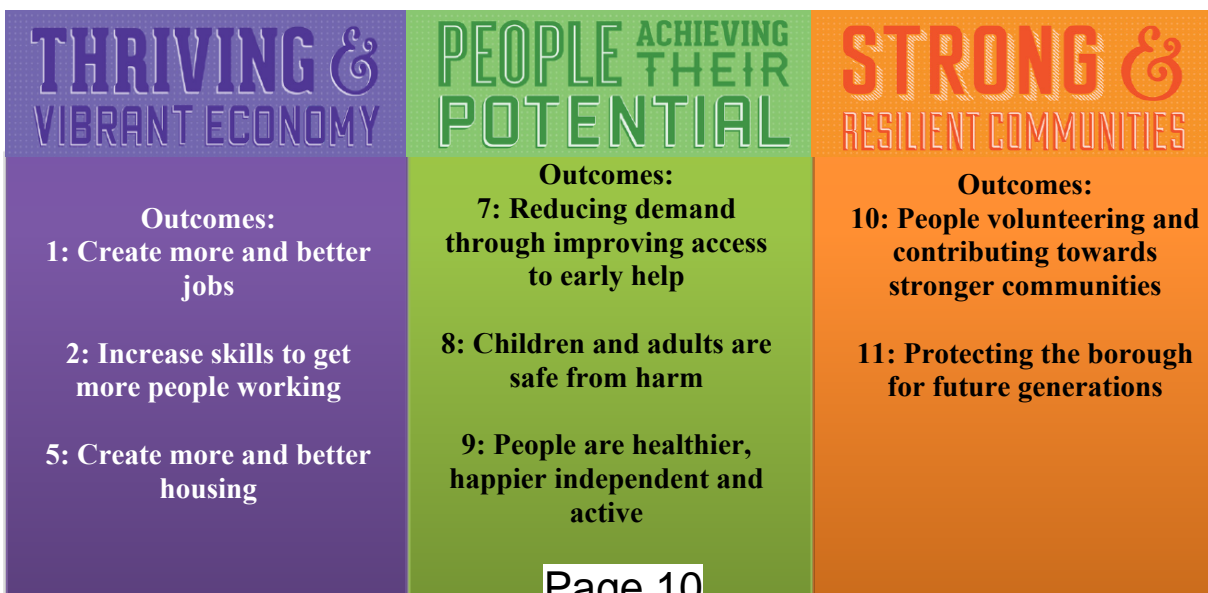 THRIVING &
VIBRANT ECONOMY
Outcomes:
1: Create more and better
jobs
2: Increase skills to get
more people working
5: Create more and better
housing
PEOPLE ACHIEVING
THEIR
POTENTIAL
Outcomes:
7: Reducing demand
through improving access
to early help
8: Children and adults are
safe from harm
9: People are healthier,
happier independent and
active
STRONG &
RESILIENT COMMUNITIES
Outcomes:
10: People volunteering and
contributing towards
stronger communities
11: Protecting the borough
for future generations
Page 10